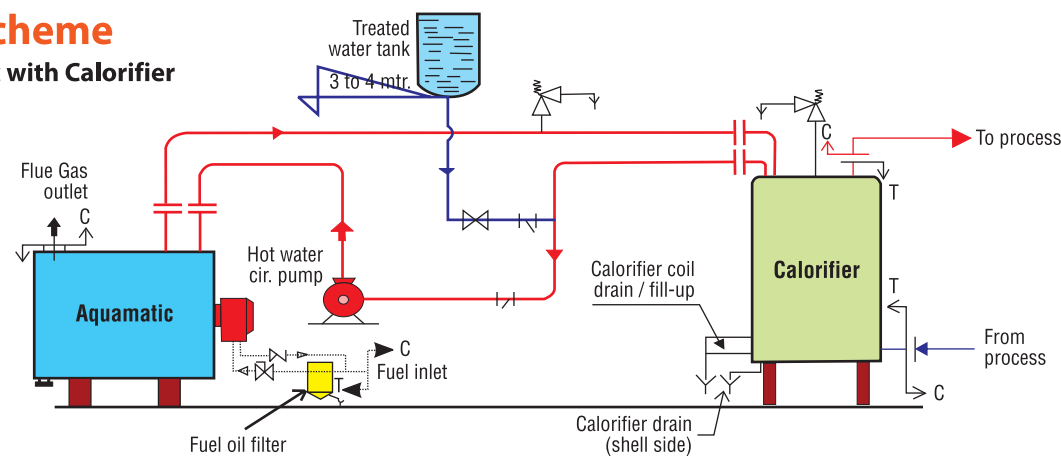 cheme
with Calorifier
Treated
water tank
3 to 4 mtr.
C
To process
T
Flue Gas
outlet
C
Hot water
cir. pump
Aquamatic
Calorifier coil
drain / fill-up
Calorifier
T
From
process
C
C
Fuel inlet
T
Fuel oil filter
Calorifier drain
(shell side)